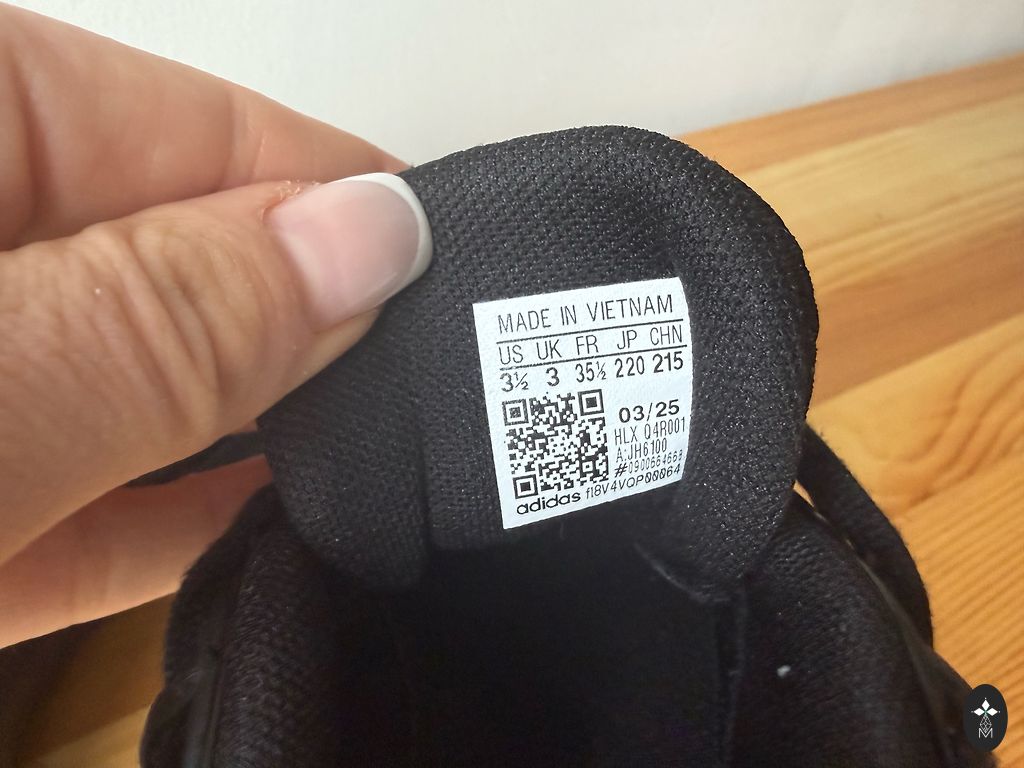 MADE IN VIETNAM
US UK FR JP CHN
3½ 3 35½ 220 215
03/25
HLX 04R001
A:JH6100
adidas fl8V4VQP00064
M